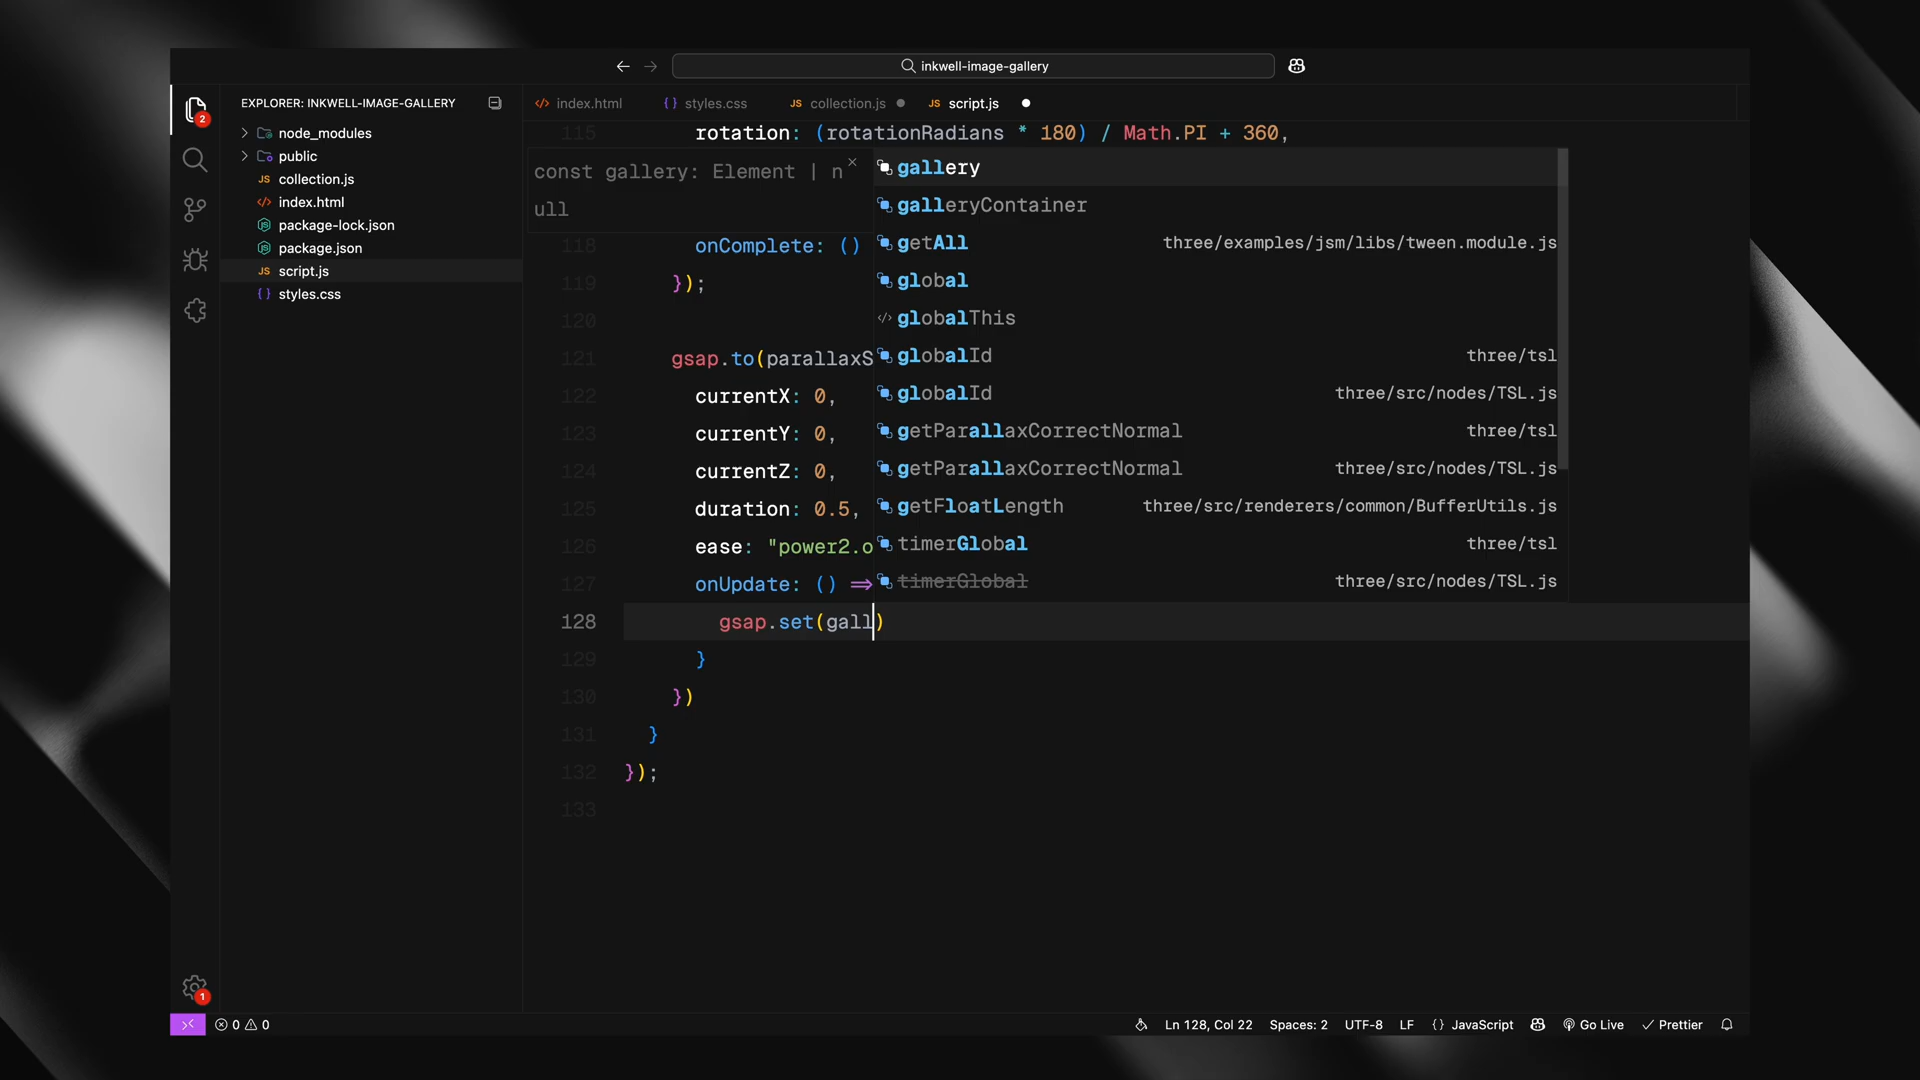 inkwell-image-gallery
EXPLORER: INKWELL-IMAGE-GALLERY
index.html
styles.css
JS collection.js
JS script.js
2
node_modules
public
JS collection.js
index.html
package-lock.json
package.json
JS script.js
{ } styles.css
115 rotation: (rotationRadians * 180) / Math.PI + 360,
const gallery: Element | n
ull
gallery
galleryContainer
getAll three/examples/jsm/libs/tween.module.js
global
globalThis
globalId three/tsl
globalId three/src/nodes/TSL.js
getParallaxCorrectNormal three/tsl
getParallaxCorrectNormal three/src/nodes/TSL.js
getFloatLength three/src/renderers/common/BufferUtils.js
timerGlobal three/tsl
timerGlobal three/src/nodes/TSL.js
118 onComplete: ()
119 });
120
121 gsap.to(parallaxS
122 currentX: 0,
123 currentY: 0,
124 currentZ: 0,
125 duration: 0.5,
126 ease: "power2.o
127 onUpdate: () =>
128 gsap.set(gall)
129 }
130 })
131 }
132 });
133
1
0 0
Ln 128, Col 22 Spaces: 2 UTF-8 LF { } JavaScript Go Live Prettier